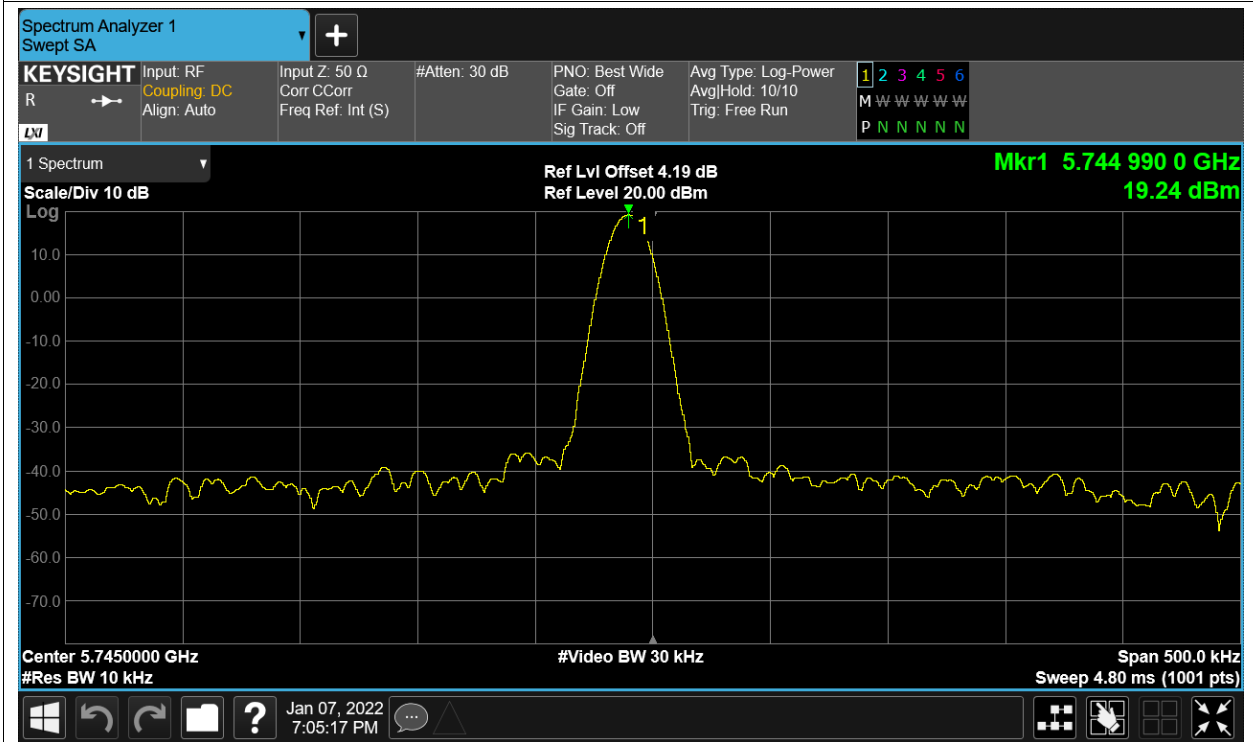 Spectrum Analyzer 1
Swept SA
KEYSIGHT
R
LXI
Input: RF
Coupling: DC
Align: Auto
Input Z: 50 Ω
Corr CCorr
Freq Ref: Int (S)
#Atten: 30 dB
PNO: Best Wide
Gate: Off
IF Gain: Low
Sig Track: Off
Avg Type: Log-Power
Avg|Hold: 10/10
Trig: Free Run
1 2 3 4 5 6
M W W W W W
P N N N N N
1 Spectrum
Scale/Div 10 dB
Log
Ref Lvl Offset 4.19 dB
Ref Level 20.00 dBm
Mkr1 5.744 990 0 GHz
19.24 dBm
1
10.0
0.00
-10.0
-20.0
-30.0
-40.0
-50.0
-60.0
-70.0
Center 5.7450000 GHz
#Res BW 10 kHz
#Video BW 30 kHz
Span 500.0 kHz
Sweep 4.80 ms (1001 pts)
?
Jan 07, 2022
7:05:17 PM